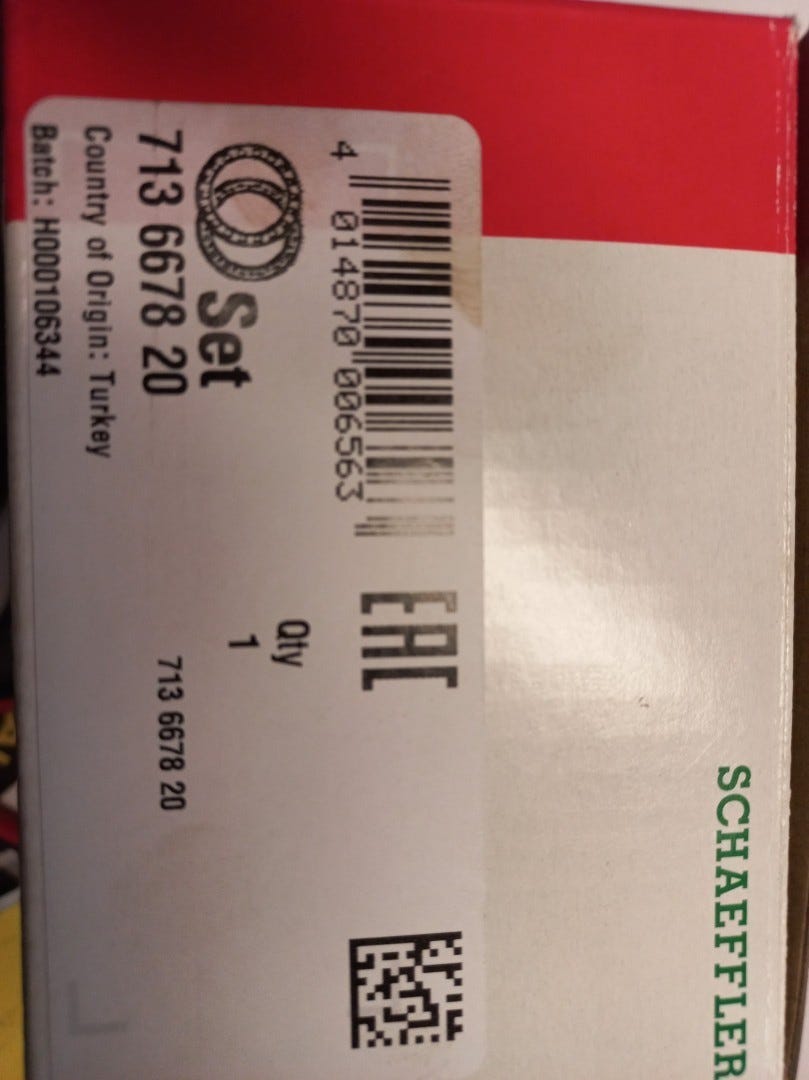 4 014870 006563
EAC
Set
Qty
1
713 6678 20
713 6678 20
Country of Origin: Turkey
Batch: H000106344
SCHAEFFLER